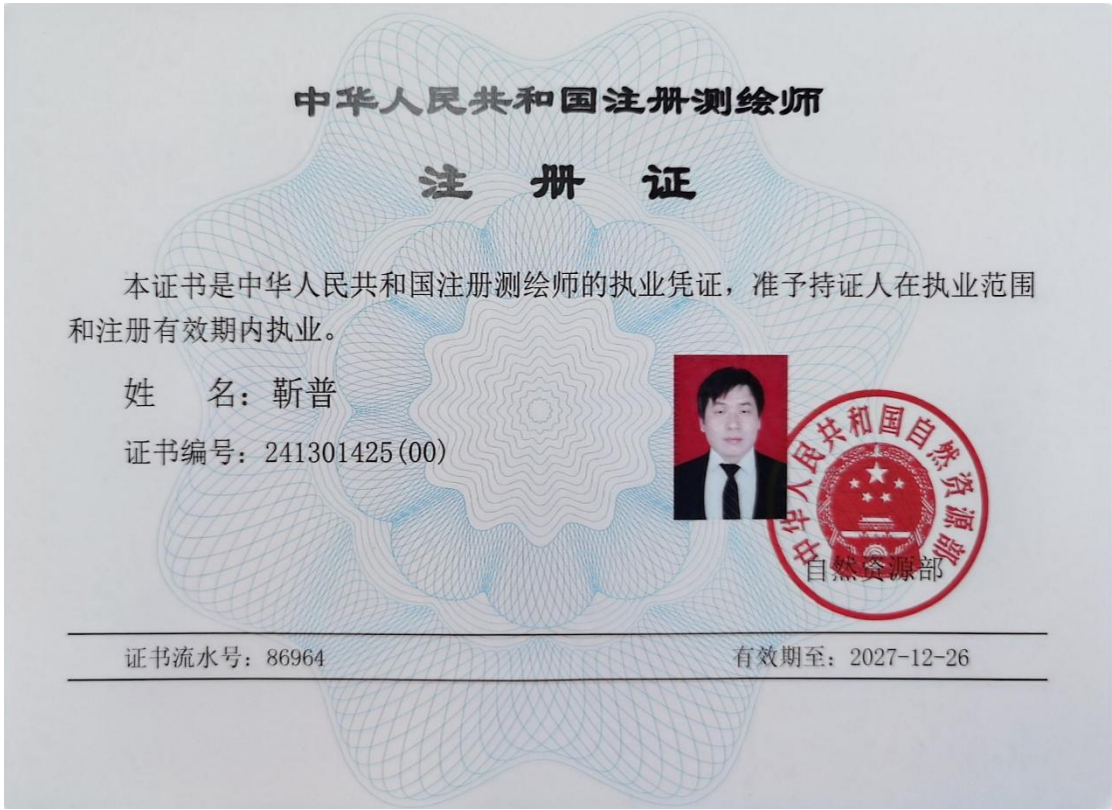 中华人民共和国注册测绘师
注 册 证
本证书是中华人民共和国注册测绘师的执业凭证，准予持证人在执业范围
和注册有效期内执业。
姓 名：靳普
证书编号：241301425(00)
中华人民共和国自然资源部
自然资源部
证书流水号：86964
有效期至：2027-12-26